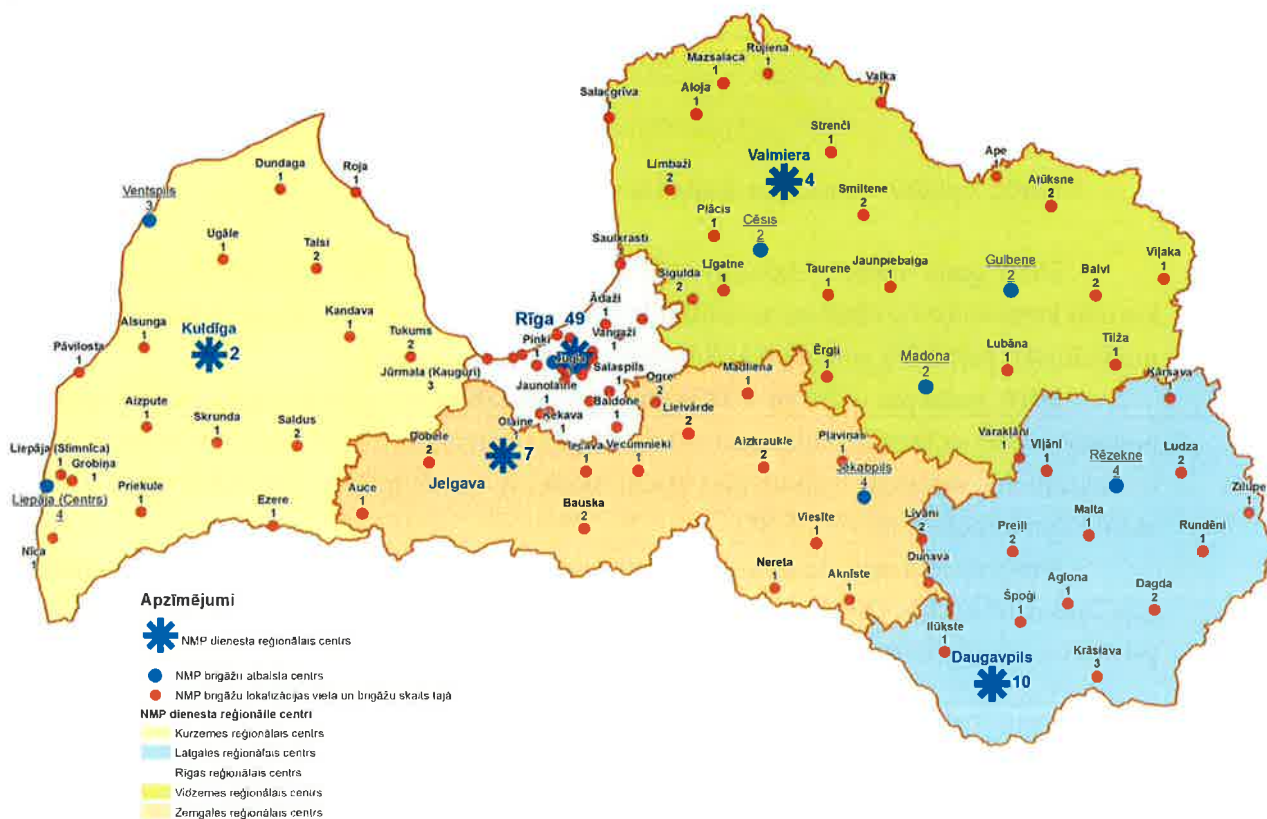 Rūjiena
1
Mazsalaca
1
Valka
1
Aloja
1
Salacgrīva
1
Strenči
1
Valmiera
4
Limbaži
2
Ape
1
Alūksne
2
Smiltene
2
Dundaga
1
Roja
1
Ventspils
3
Plācis
1
Cēsis
2
Ugāle
1
Talsi
2
Saulkrasti
Sigulda
2
Līgatne
1
Taurene
1
Jaunpiebalga
1
Gulbene
2
Balvi
2
Viļaka
1
Ādaži
1
Rīga 49
Vangaži
1
Kandava
1
Alsunga
1
Kuldīga
2
Tukums
2
Piņķi
1
Pāvilosta
1
Jūrmala (Kauguri)
3
Jaunolaine
1
Salaspils
1
Ogre
2
Madliena
1
Ērgļi
1
Madona
2
Lubāna
1
Tilža
1
Kārsava
1
Aizpute
1
Skrunda
1
Saldus
2
Baldone
1
Ķekava
1
Olaine
1
Lielvārde
2
Liepāja (Slimnīca)
1
Grobiņa
1
Liepāja (Centrs)
4
Dobele
2
7
Jelgava
Iecava
1
Vecumnieki
1
Aizkraukle
2
Pļaviņas
1
Jēkabpils
4
Varakļāni
1
Viļāni
1
Rēzekne
4
Ludza
2
Zilupe
1
Priekule
1
Ezere
1
Auce
1
Bauska
2
Viesīte
1
Līvāni
2
Preiļi
2
Malta
1
Rundēni
1
Nīca
1
Nereta
1
Aknīste
1
Dunava
1
Špoģi
1
Aglona
1
Dagda
2
Ilūkste
1
Daugavpils
10
Krāslava
3
Apzīmējumi
NMP dienesta reģionālais centrs
NMP brigāžu atbalsta centrs
NMP brigāžu lokalizācijas vieta un brigāžu skaits tajā
NMP dienesta reģionālie centri
Kurzemes reģionālais centrs
Latgales reģionālais centrs
Rīgas reģionālais centrs
Vidzemes reģionālais centrs
Zemgales reģionālais centrs